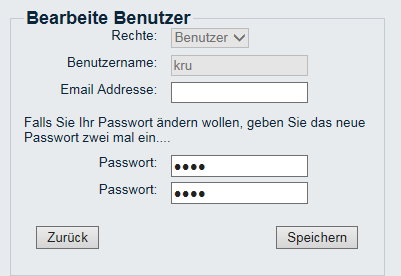 Bearbeite Benutzer
Rechte: Benutzer
Benutzername: kru
Email Addresse:
Falls Sie Ihr Passwort ändern wollen, geben Sie das neue
Passwort zwei mal ein....
Passwort: ●●●●
Passwort: ●●●●
Zurück Speichern